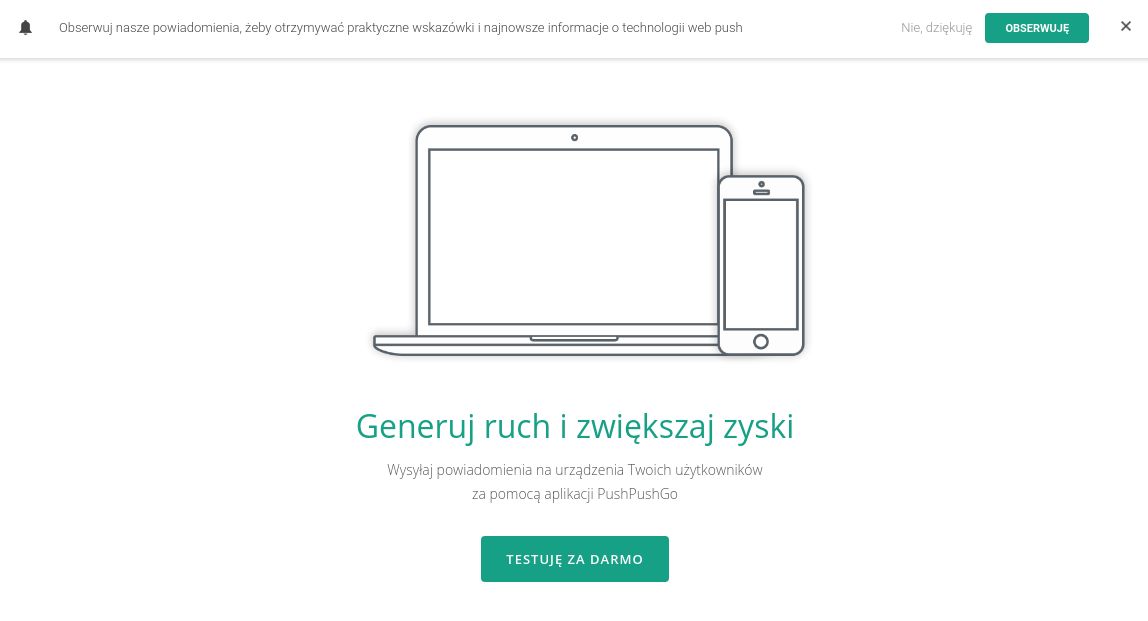 Obserwuj nasze powiadomienia, żeby otrzymywać praktyczne wskazówki i najnowsze informacje o technologii web push
Nie, dziękuję
OBSERWUJĘ
Generuj ruch i zwiększaj zyski
Wysyłaj powiadomienia na urządzenia Twoich użytkowników
za pomocą aplikacji PushPushGo
TESTUJĘ ZA DARMO